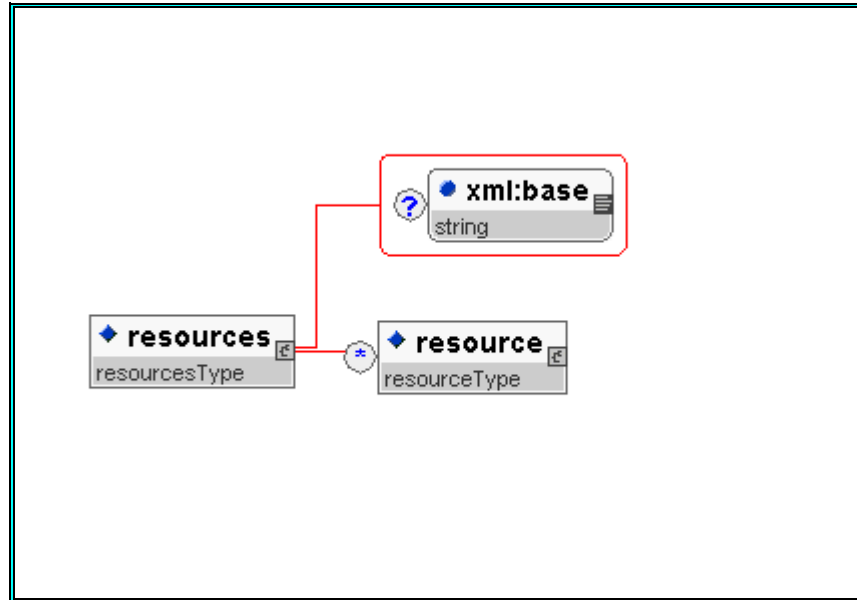 ?
xml:base
string
resources
resourcesType
*
resource
resourceType